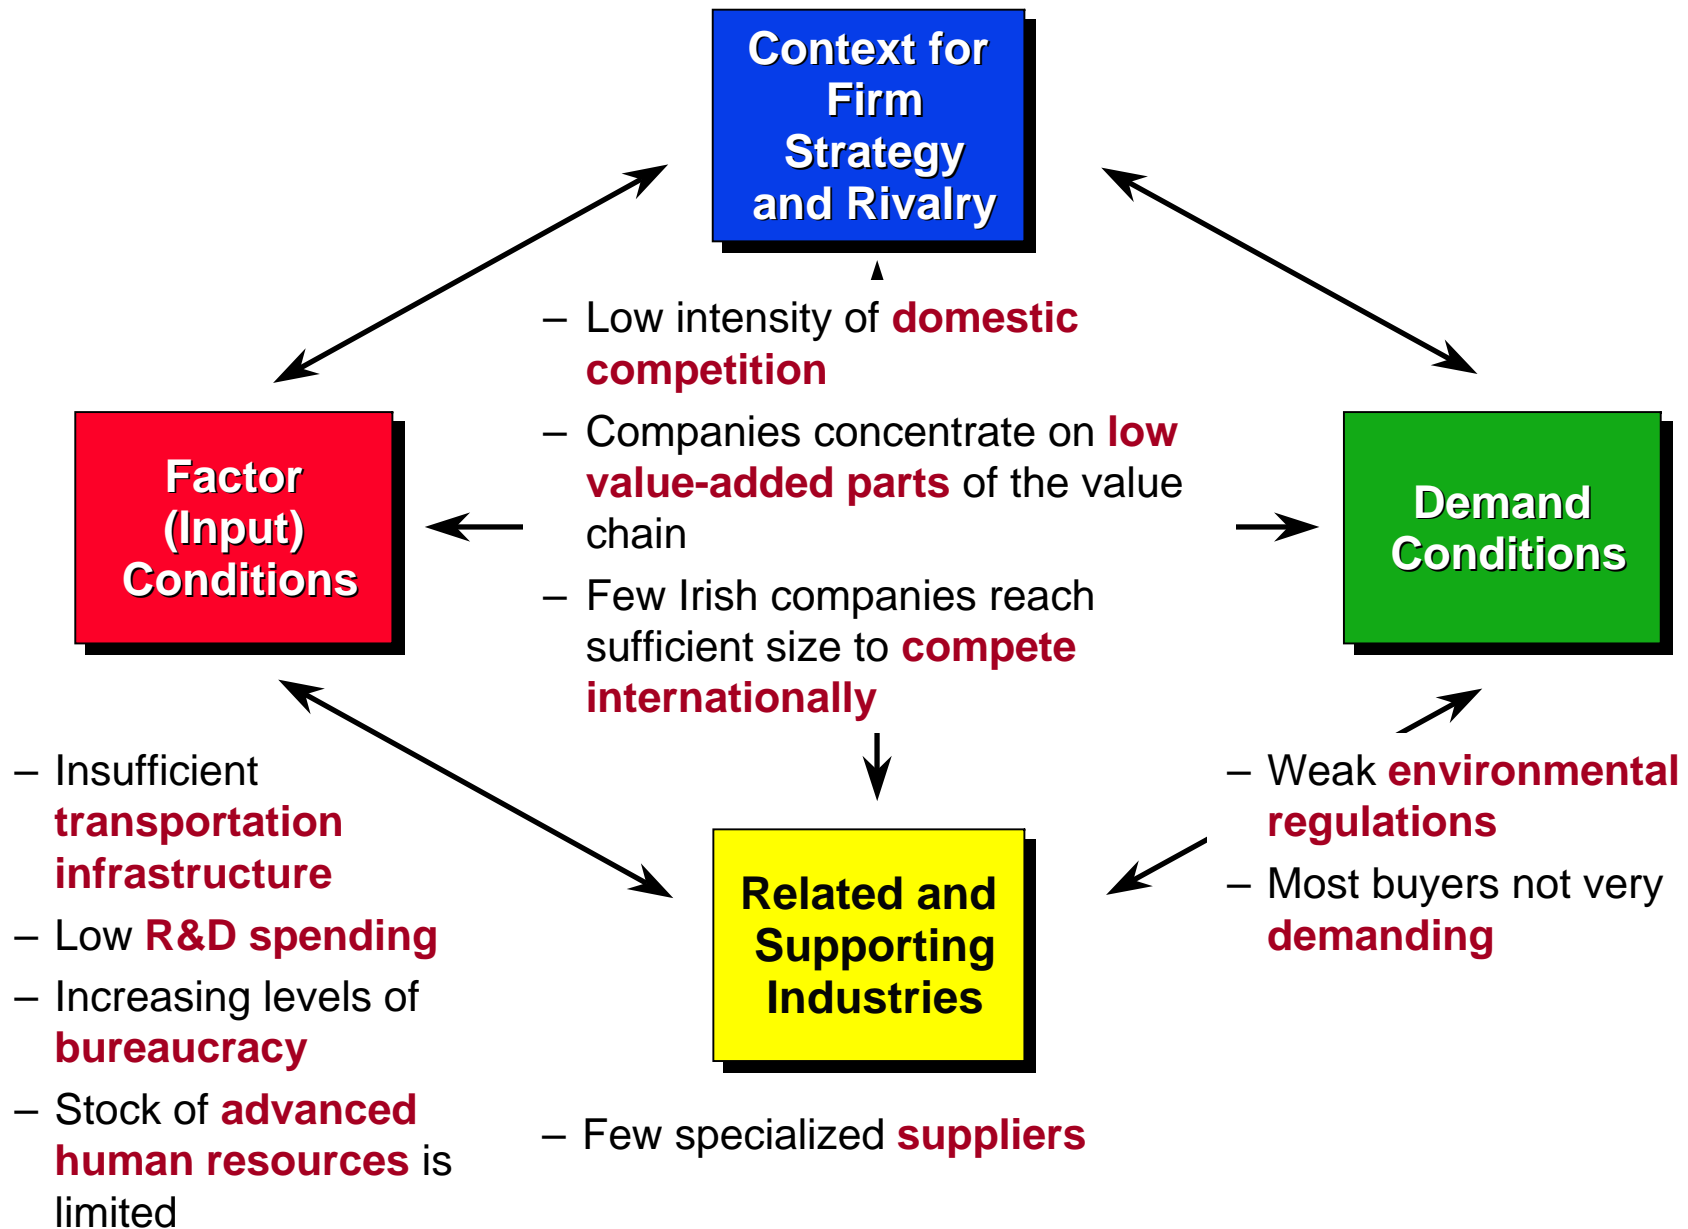 Context for
Firm
Strategy
and Rivalry
– Low intensity of domestic
competition
– Companies concentrate on low
value-added parts of the value
chain
– Few Irish companies reach
sufficient size to compete
internationally
Factor
(Input)
Conditions
Demand
Conditions
– Insufficient
transportation
infrastructure
– Low R&D spending
– Increasing levels of
bureaucracy
– Stock of advanced
human resources is
limited
Related and
Supporting
Industries
– Few specialized suppliers
– Weak environmental
regulations
– Most buyers not very
demanding